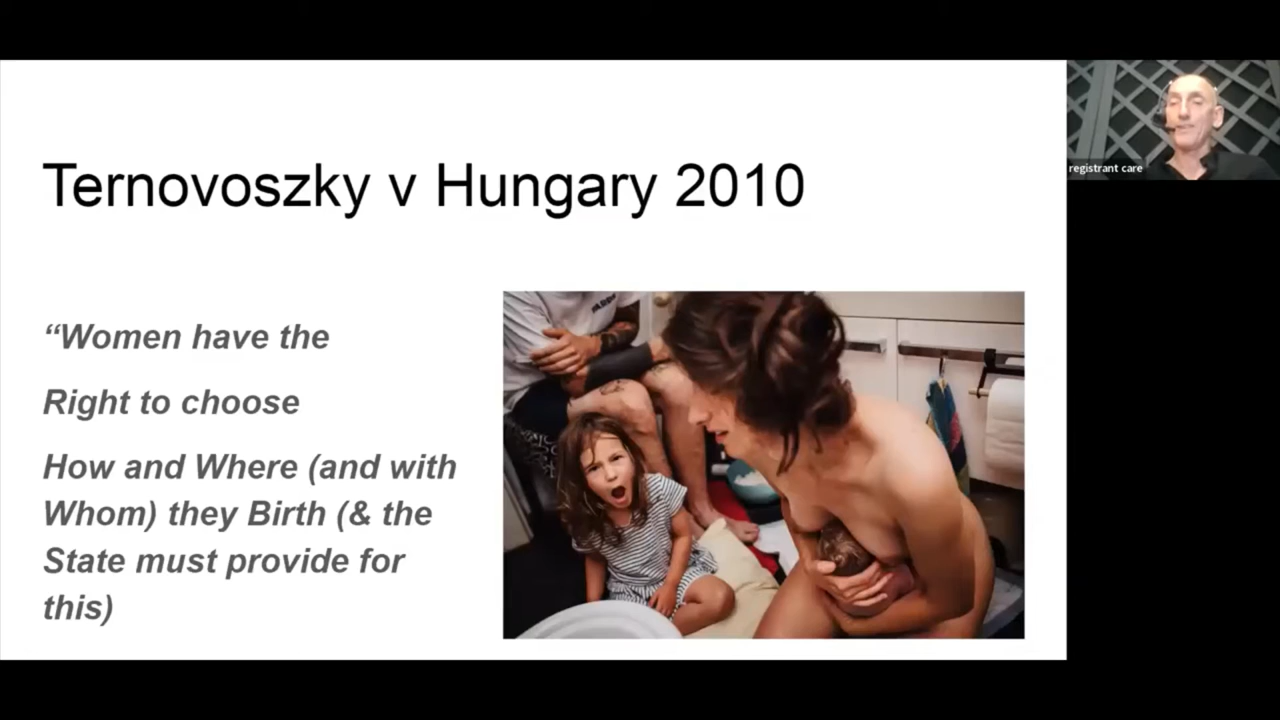 Ternovoszky v Hungary 2010
“Women have the
Right to choose
How and Where (and with
Whom) they Birth (& the
State must provide for
this)
registrant care